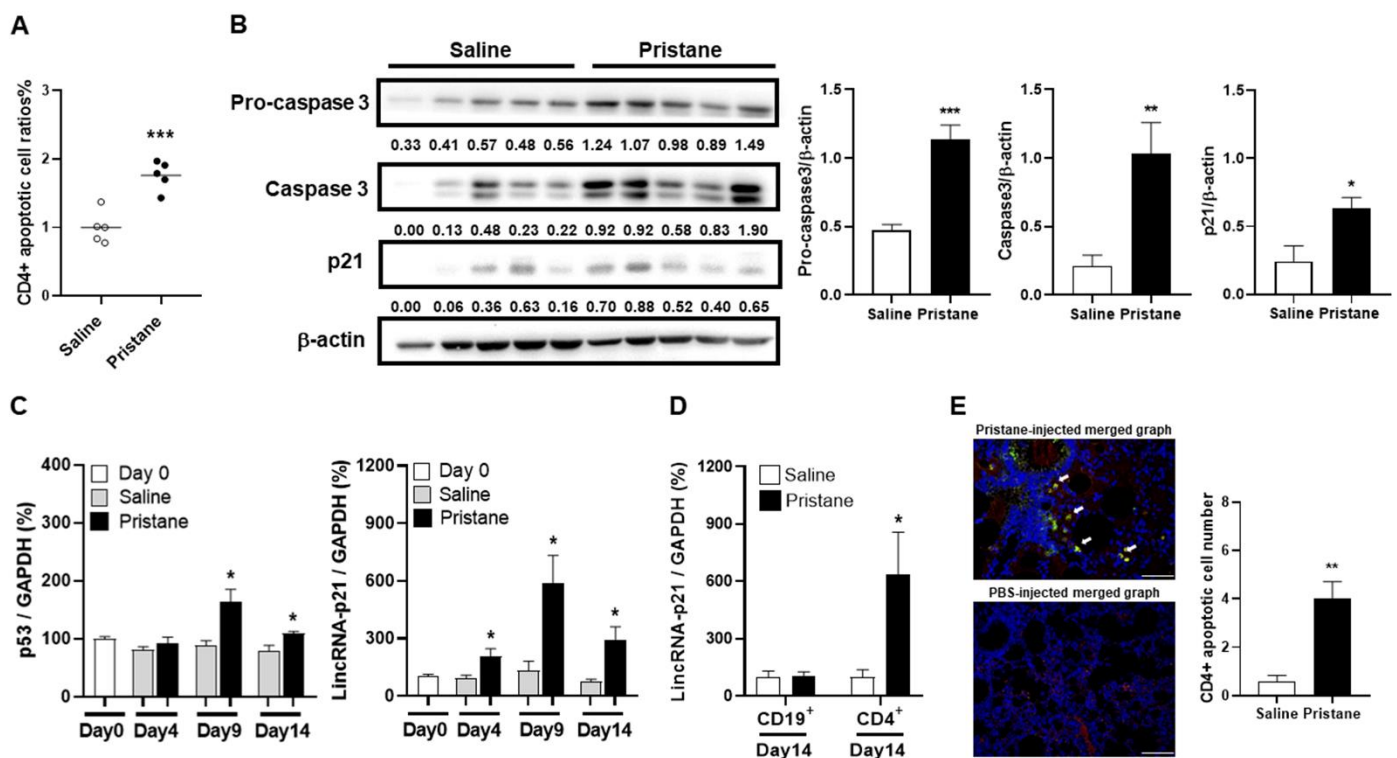 A
CD4+ apoptotic cell ratios%
3
2
1
0
***
Saline
Pristane
B
Saline
Pristane
Pro-caspase 3
0.33 0.41 0.57 0.48 0.56 1.24 1.07 0.98 0.89 1.49
Caspase 3
0.00 0.13 0.48 0.23 0.22 0.92 0.92 0.58 0.83 1.90
p21
0.00 0.06 0.36 0.63 0.16 0.70 0.88 0.52 0.40 0.65
β-actin
Pro-caspase3/β-actin
1.5
1.0
0.5
0.0
***
Saline Pristane
Caspase3/β-actin
1.5
1.0
0.5
0.0
**
Saline Pristane
p21/β-actin
1.5
1.0
0.5
0.0
*
Saline Pristane
C
p53 / GAPDH (%)
400
300
200
100
0
Day 0
Saline
Pristane
*
*
Day0 Day4 Day9 Day14
LincRNA-p21 / GAPDH (%)
1200
900
600
300
0
Day 0
Saline
Pristane
*
*
*
Day0 Day4 Day9 Day14
D
LincRNA-p21 / GAPDH (%)
1200
900
600
300
0
Saline
Pristane
*
CD19+ CD4+
Day14 Day14
E
Pristane-injected merged graph
PBS-injected merged graph
CD4+ apoptotic cell number
8
6
4
2
0
**
Saline Pristane